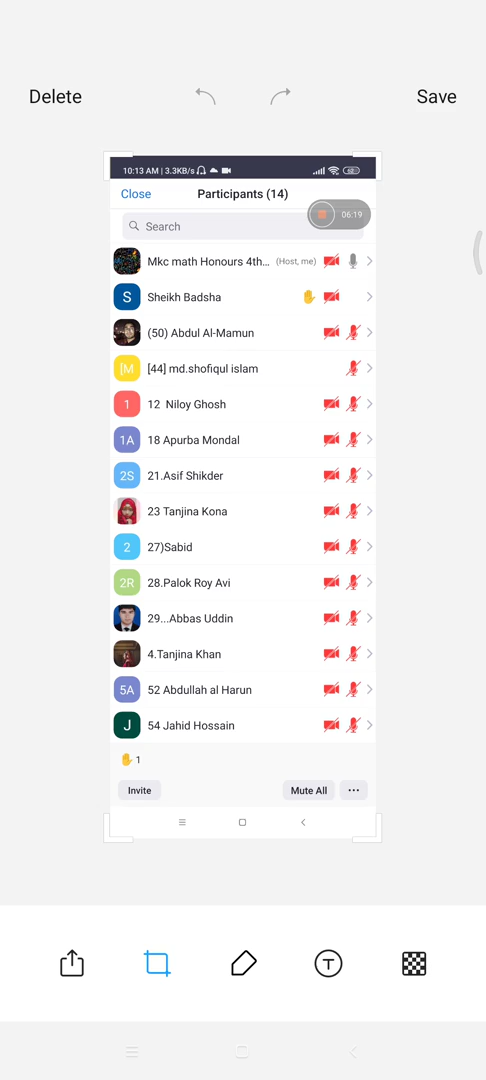 Delete
Save
10:13 AM | 3.3KB/s
Close
Participants (14)
06:19
Search
Mkc math Honours 4th... (Host, me)
S Sheikh Badsha
(50) Abdul Al-Mamun
[M [44] md.shofiqul islam
1 12 Niloy Ghosh
1A 18 Apurba Mondal
2S 21.Asif Shikder
23 Tanjina Kona
2 27)Sabid
2R 28.Palok Roy Avi
29...Abbas Uddin
4.Tanjina Khan
5A 52 Abdullah al Harun
J 54 Jahid Hossain
1
Invite
Mute All
...
T